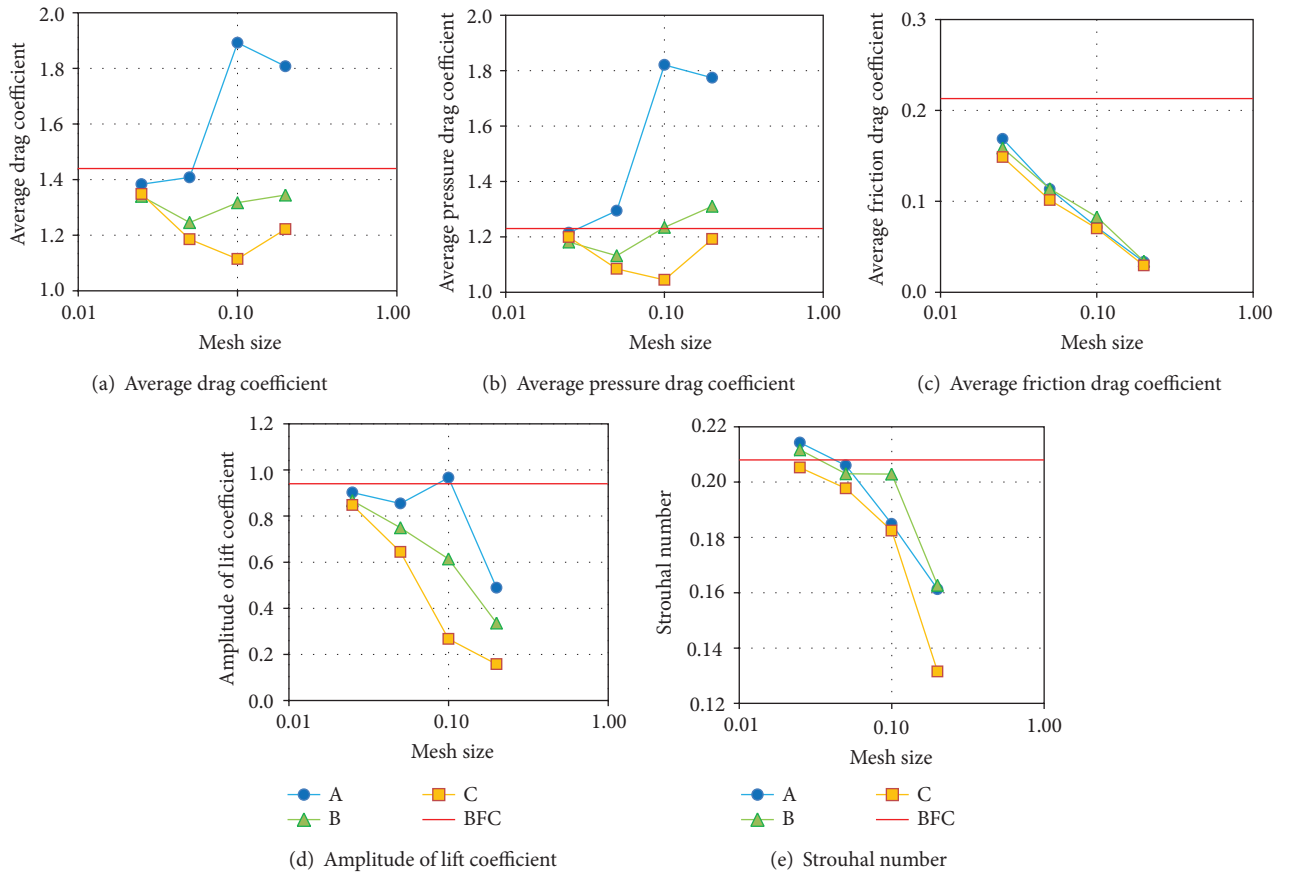 Average drag coefficient
2.0
1.8
1.6
1.4
1.2
1.0
0.01
0.10
1.00
Mesh size
(a) Average drag coefficient
Average pressure drag coefficient
2.0
1.8
1.6
1.4
1.2
1.0
0.01
0.10
1.00
Mesh size
(b) Average pressure drag coefficient
Average friction drag coefficient
0.3
0.2
0.1
0.0
0.01
0.10
1.00
Mesh size
(c) Average friction drag coefficient
Amplitude of lift coefficient
1.2
1.0
0.8
0.6
0.4
0.2
0.0
0.01
0.10
1.00
Mesh size
A
C
B
BFC
(d) Amplitude of lift coefficient
Strouhal number
0.22
0.20
0.18
0.16
0.14
0.12
0.01
0.10
1.00
Mesh size
A
C
B
BFC
(e) Strouhal number